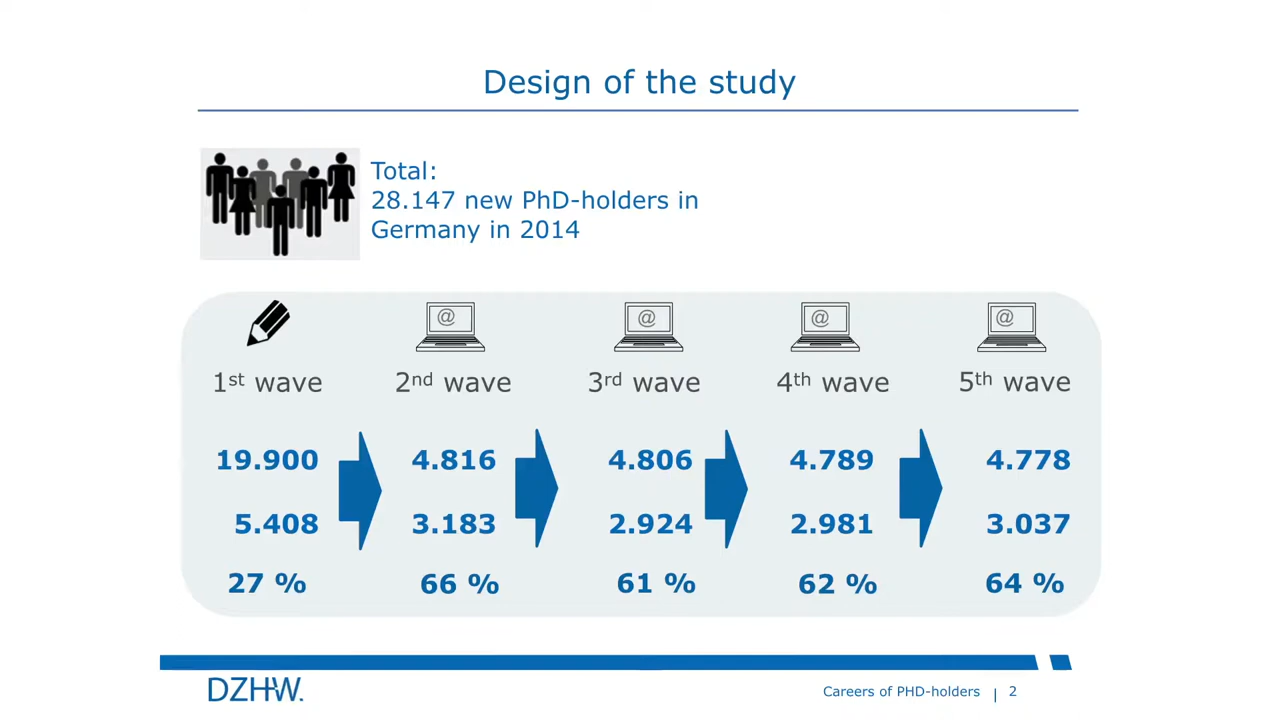 Design of the study
Total:
28.147 new PhD-holders in
Germany in 2014
@ @ @ @
1st wave 2nd wave 3rd wave 4th wave 5th wave
19.900 4.816 4.806 4.789 4.778
5.408 3.183 2.924 2.981 3.037
27 % 66 % 61 % 62 % 64 %
DZHW.
Careers of PHD-holders | 2